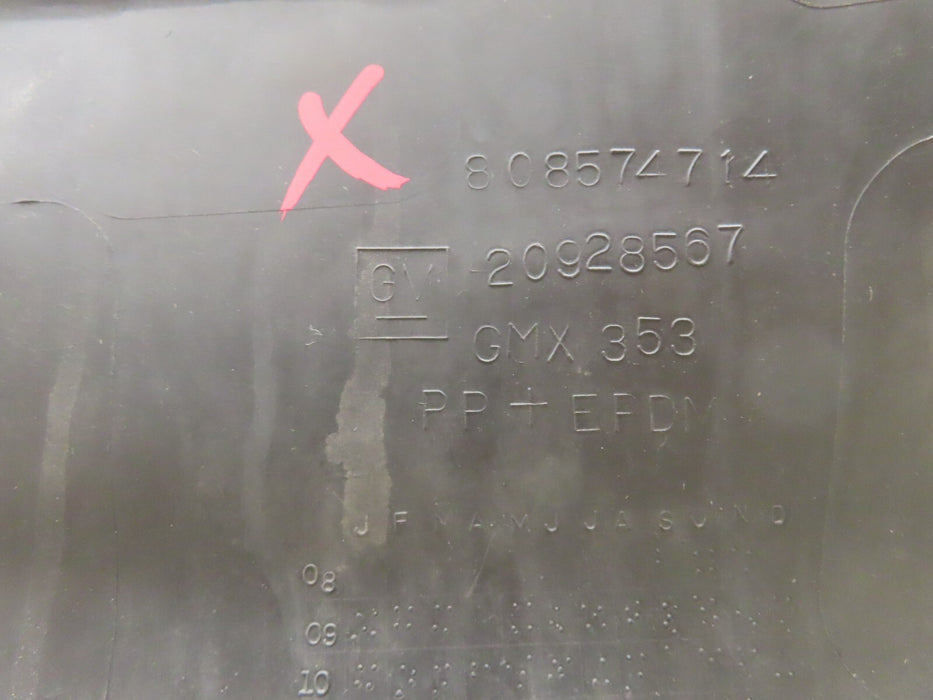 808574714
GM 20928567
GMX 353
PP + EPDM
J F M A M J J A S O N D
08
09
10